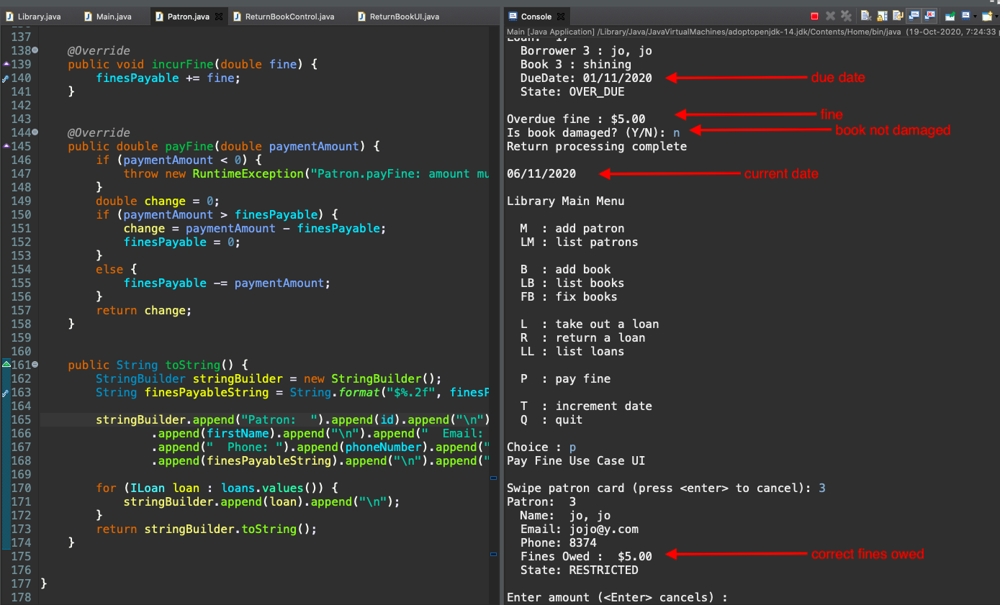 Library.java Main.java Patron.java ReturnBookControl.java ReturnBookUI.java
137
138 @Override
139 public void incurFine(double fine) {
140 finesPayable += fine;
141 }
142
143
144 @Override
145 public double payFine(double paymentAmount) {
146 if (paymentAmount < 0) {
147 throw new RuntimeException("Patron.payFine: amount mu
148 }
149 double change = 0;
150 if (paymentAmount > finesPayable) {
151 change = paymentAmount - finesPayable;
152 finesPayable = 0;
153 }
154 else {
155 finesPayable -= paymentAmount;
156 }
157 return change;
158 }
159
160
161 public String toString() {
162 StringBuilder stringBuilder = new StringBuilder();
163 String finesPayableString = String.format("$%.2f", finesP
164
165 stringBuilder.append("Patron:  ").append(id).append("\n")
166 .append(firstName).append("\n").append("  Email:
167 .append("  Phone: ").append(phoneNumber).append("
168 .append(finesPayableString).append("\n").append("
169
170 for (ILoan loan : loans.values()) {
171 stringBuilder.append(loan).append("\n");
172 }
173 return stringBuilder.toString();
174 }
175
176
177 }
178
Console
Main [Java Application] /Library/Java/JavaVirtualMachines/adoptopenjdk-14.jdk/Contents/Home/bin/java (19-Oct-2020, 7:24:33
Loan: 17
Borrower 3 : jo, jo
Book 3 : shining
DueDate: 01/11/2020 due date
State: OVER_DUE
Overdue fine : $5.00 fine
Is book damaged? (Y/N): n book not damaged
Return processing complete
06/11/2020 current date
Library Main Menu
M : add patron
LM : list patrons
B : add book
LB : list books
FB : fix books
L : take out a loan
R : return a loan
LL : list loans
P : pay fine
T : increment date
Q : quit
Choice : p
Pay Fine Use Case UI
Swipe patron card (press <enter> to cancel): 3
Patron:  3
Name:  jo, jo
Email: jojo@y.com
Phone: 8374
Fines Owed :  $5.00 correct fines owed
State: RESTRICTED
Enter amount (<Enter> cancels) :